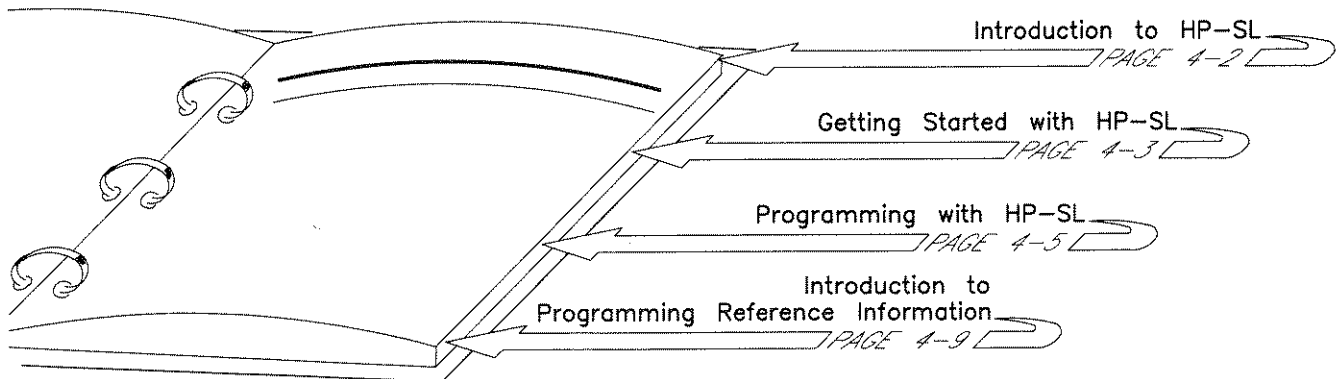 Introduction to HP-SL
PAGE 4-2
Getting Started with HP-SL
PAGE 4-3
Programming with HP-SL
PAGE 4-5
Introduction to
Programming Reference Information
PAGE 4-9